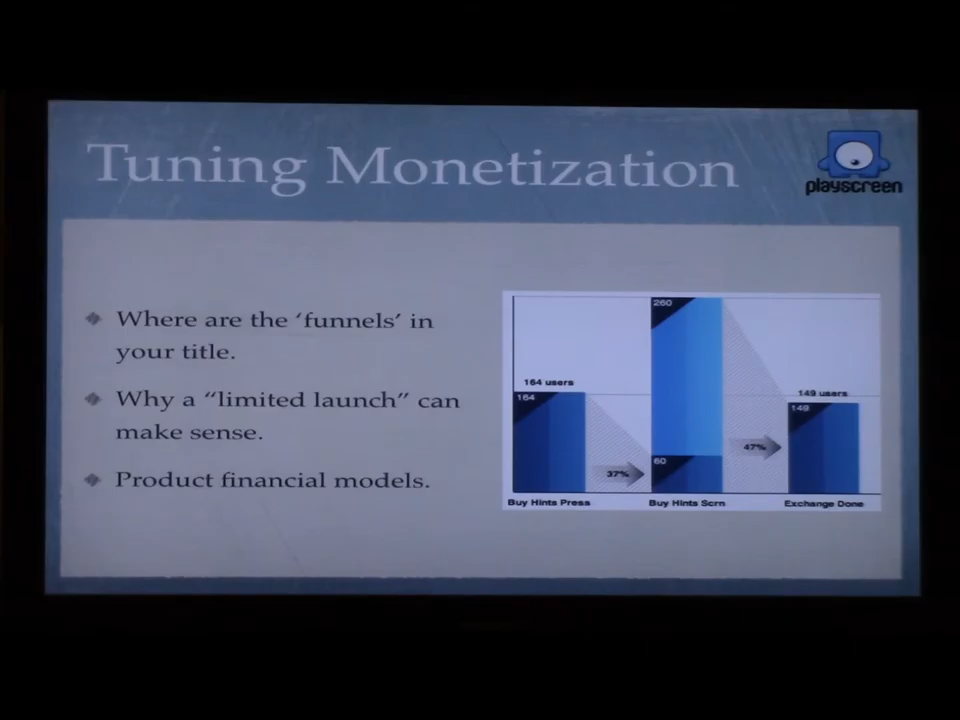 Tuning Monetization
playscreen
Where are the ‘funnels’ in
your title.
Why a “limited launch” can
make sense.
Product financial models.
260
164 users
149 users
164
149
47%
60
37%
Buy Hints Press
Buy Hints Scrn
Exchange Done